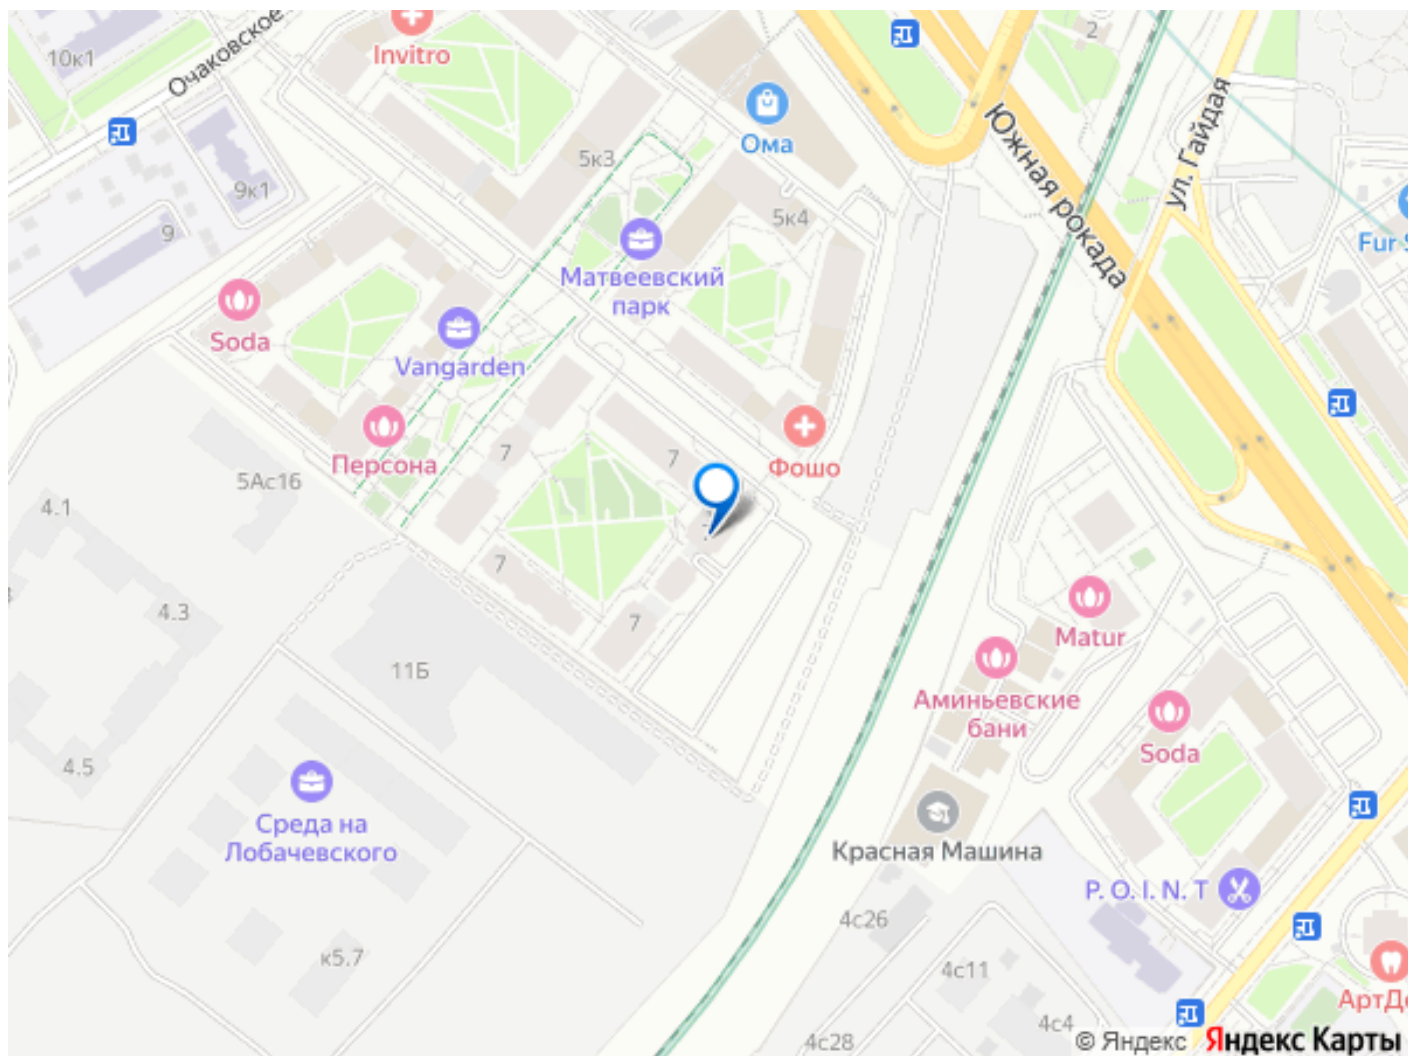 10к1
Очаковское
Invitro
2
Ома
Южная рокада
ул. Гайдая
5к3
9к1
9
5к4
Матвеевский
парк
Fur S
Soda
Vangarden
Персона
7
7
Фошо
5Ас16
4.1
7
4.3
7
11Б
Matur
Аминьевские
бани
Soda
4.5
Среда на
Лобачевского
Красная Машина
P. O. I. N. T
4с26
к5.7
4с11
АртДе
4с4
4с28
© Яндекс Яндекс Карты